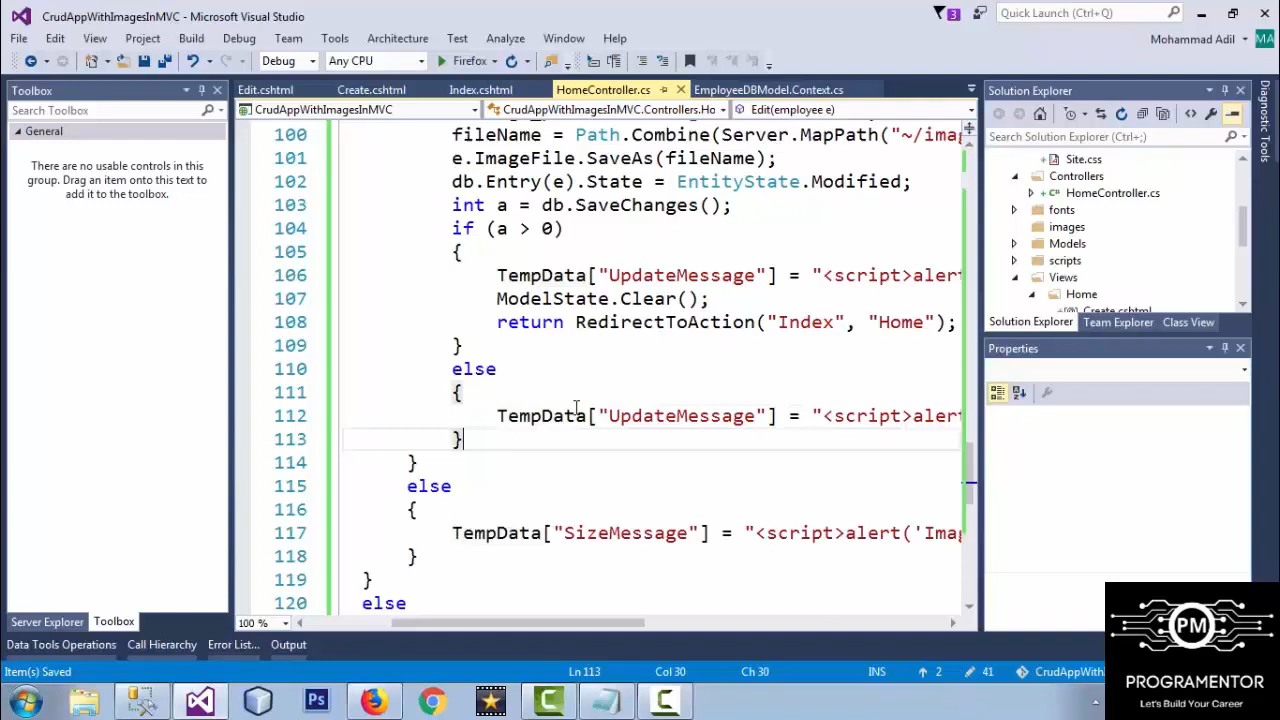 CrudAppWithImagesInMVC - Microsoft Visual Studio
3
Quick Launch (Ctrl+Q)
File Edit View Project Build Debug Team Tools Architecture Test Analyze Window Help
Mohammad Adil MA
Debug Any CPU Firefox
Toolbox
Search Toolbox
General
There are no usable controls in this
group. Drag an item onto this text to
add it to the toolbox.
Server Explorer Toolbox
Edit.cshtml Create.cshtml Index.cshtml HomeController.cs EmployeeDBModel.Context.cs
CrudAppWithImagesInMVC CrudAppWithImagesInMVC.Controllers.Ho Edit(employee e)
100 fileName = Path.Combine(Server.MapPath("~/imag
101 e.ImageFile.SaveAs(fileName);
102 db.Entry(e).State = EntityState.Modified;
103 int a = db.SaveChanges();
104 if (a > 0)
105 {
106 TempData["UpdateMessage"] = "<script>alert
107 ModelState.Clear();
108 return RedirectToAction("Index", "Home");
109 }
110 else
111 {
112 TempData["UpdateMessage"] = "<script>alert
113 }
114 }
115 else
116 {
117 TempData["SizeMessage"] = "<script>alert('Imag
118 }
119 }
120 else
100 %
Solution Explorer
Search Solution Explorer (Ctrl+;)
Site.css
Controllers
HomeController.cs
fonts
images
Models
scripts
Views
Home
Create.cshtml
Solution Explorer Team Explorer Class View
Properties
Diagnostic Tools
Data Tools Operations Call Hierarchy Error List... Output
Item(s) Saved Ln 113 Col 30 Ch 30 INS 2 41 CrudAppWith
Ps
PM
PROGRAMENTOR
Let's Build Your Career